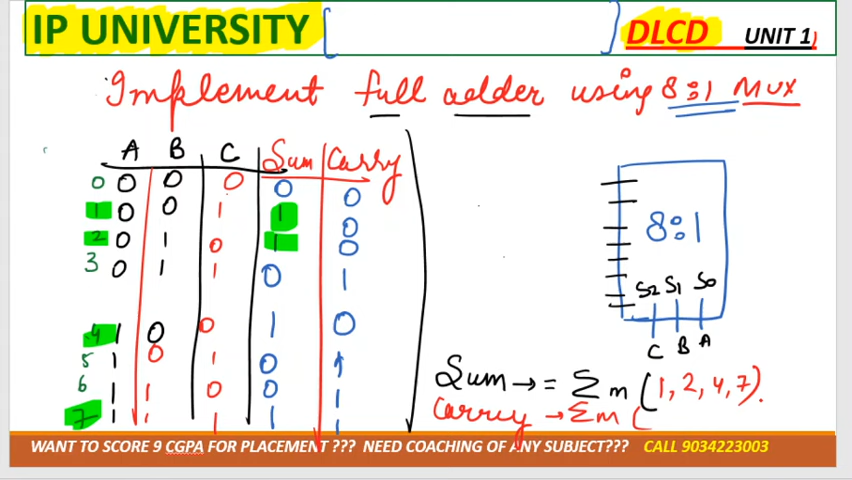 IP UNIVERSITY [ ] DLCD UNIT 1)
Implement full adder using 8:1 Mux
A B C Sum Carry
0 0 0 0 0 0
1 0 0 1 1 0
2 0 1 0 1 0
3 0 1 1 0 1
4 1 0 0 1 0
5 1 0 1 0 1
6 1 1 0 0 1
7 1 1 1 1 1
8:1
S2 S1 S0
C B A
Sum → = Σ m (1, 2, 4, 7).
Carry → Σm (
WANT TO SCORE 9 CGPA FOR PLACEMENT ??? NEED COACHING OF ANY SUBJECT??? CALL 9034223003